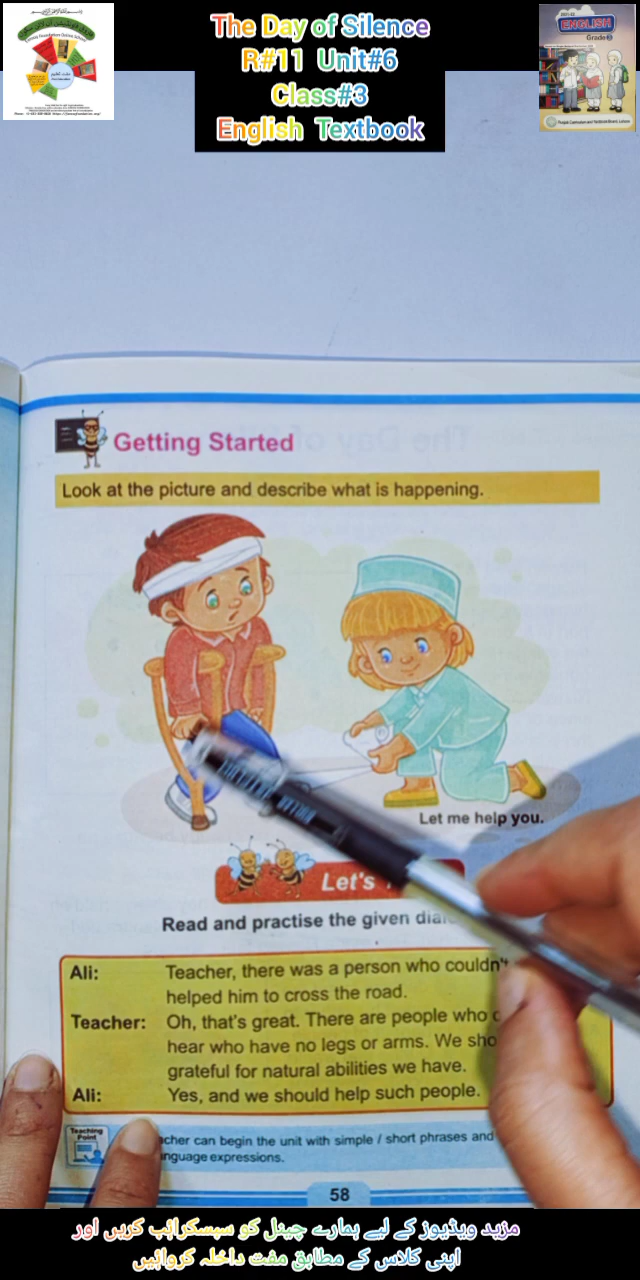 The Day of Silence
R#11 Unit#6
Class#3
English Textbook
ENGLISH
Grade 3
Getting Started
Look at the picture and describe what is happening.
Let me help you.
Let's
Read and practise the given
Ali: Teacher, there was a person who couldn't
helped him to cross the road.
Teacher: Oh, that's great. There are people who
hear who have no legs or arms. We
grateful for natural abilities we have.
Ali: Yes, and we should help such people.
Teaching
Point
can begin the unit with simple / short phrases and
language expressions.
58
مزید ویڈیوز کے لیے ہمارے چینل کو سبسکرائب کریں اور
اپنی کلاس کے مطابق مفت داخلہ کروائیں